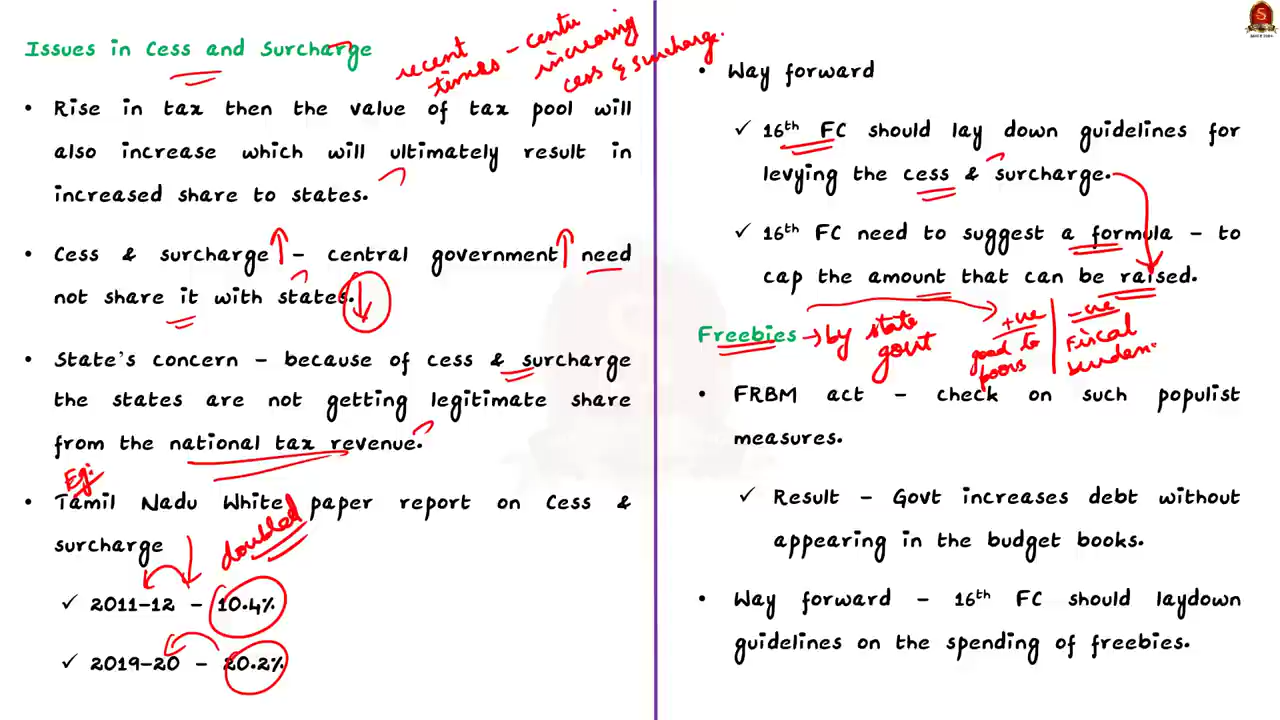 Issues in Cess and Surcharge
recent
times - centre
increasing
cess & surcharge.
• Rise in tax then the value of tax pool will
also increase which will ultimately result in
increased share to states.
• Cess & surcharge - central government need
not share it with states.
• State's concern - because of cess & surcharge
the states are not getting legitimate share
from the national tax revenue.
Eg:
• Tamil Nadu White paper report on Cess &
surcharge
doubled
✓ 2011-12 - 10.4%
✓ 2019-20 - 20.2%
• Way forward
✓ 16th FC should lay down guidelines for
levying the cess & surcharge.
✓ 16th FC need to suggest a formula - to
cap the amount that can be raised.
Freebies → by state
govt
+ve
good to
poors
-ve
Fiscal
burden
• FRBM act - check on such populist
measures.
✓ Result - Govt increases debt without
appearing in the budget books.
• Way forward - 16th FC should laydown
guidelines on the spending of freebies.